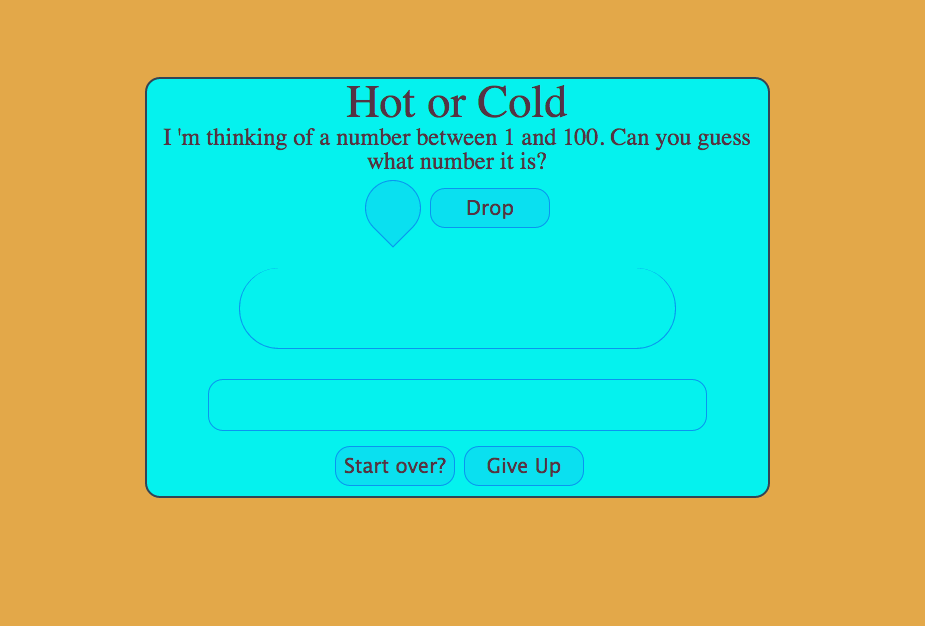 Hot or Cold
I 'm thinking of a number between 1 and 100. Can you guess
what number it is?
Drop
Start over?
Give Up